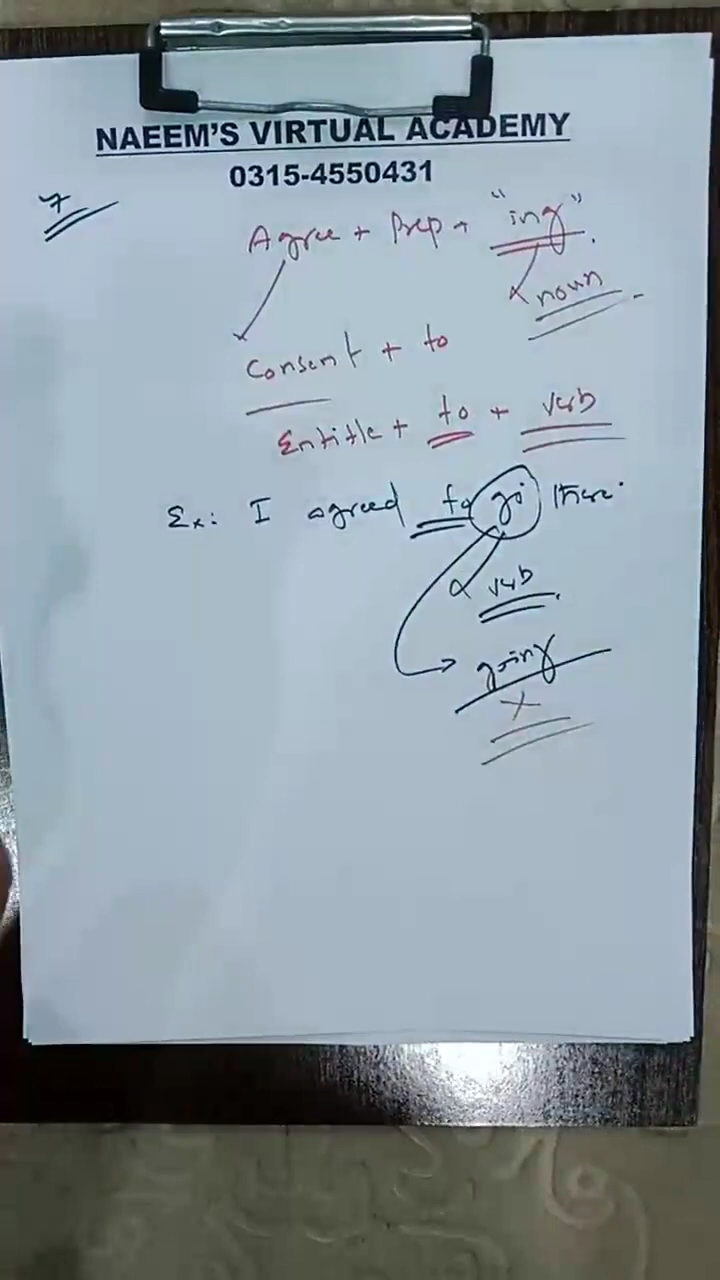 NAEEM'S VIRTUAL ACADEMY
0315-4550431
7
Agree + Prep + "ing".
noun
Consent + to
Entitle + to + verb
Ex: I agreed to go there.
verb.
going
X